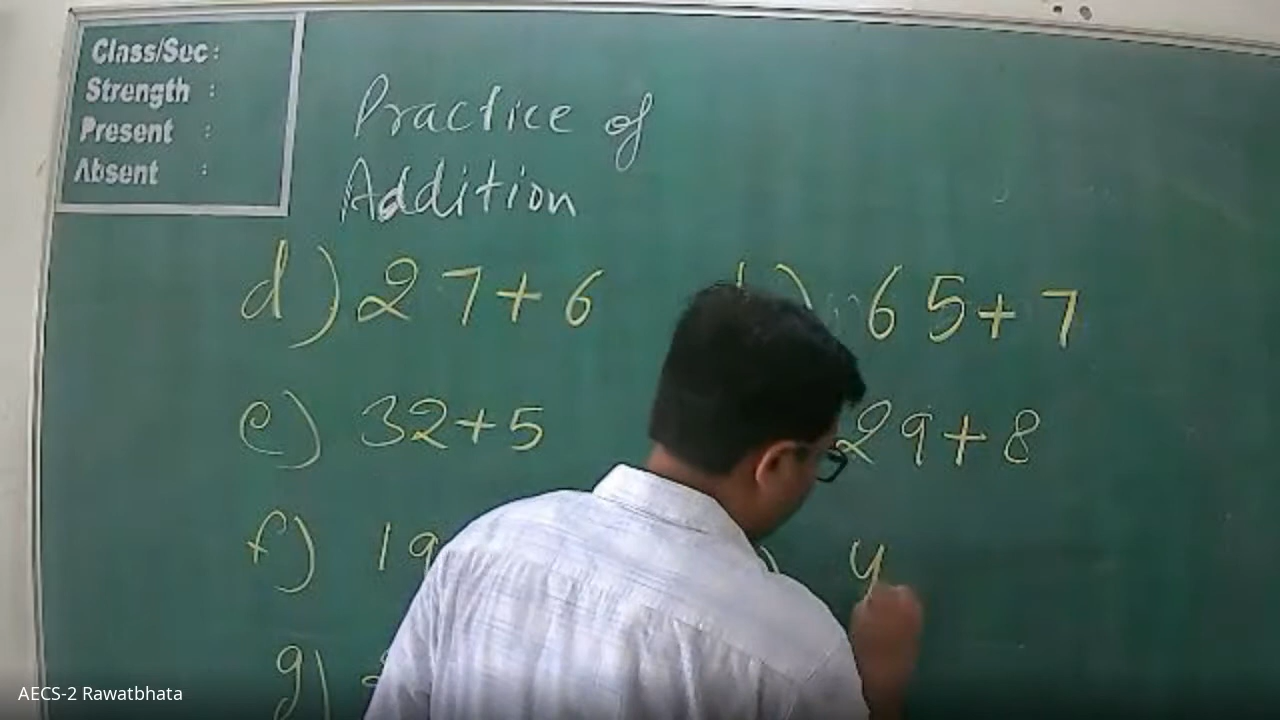 Class/Sec :
Strength :
Present :
Absent :
Practice of
Addition
d) 27+6
65+7
e) 32+5
29+8
f) 19
g)
AECS-2 Rawatbhata